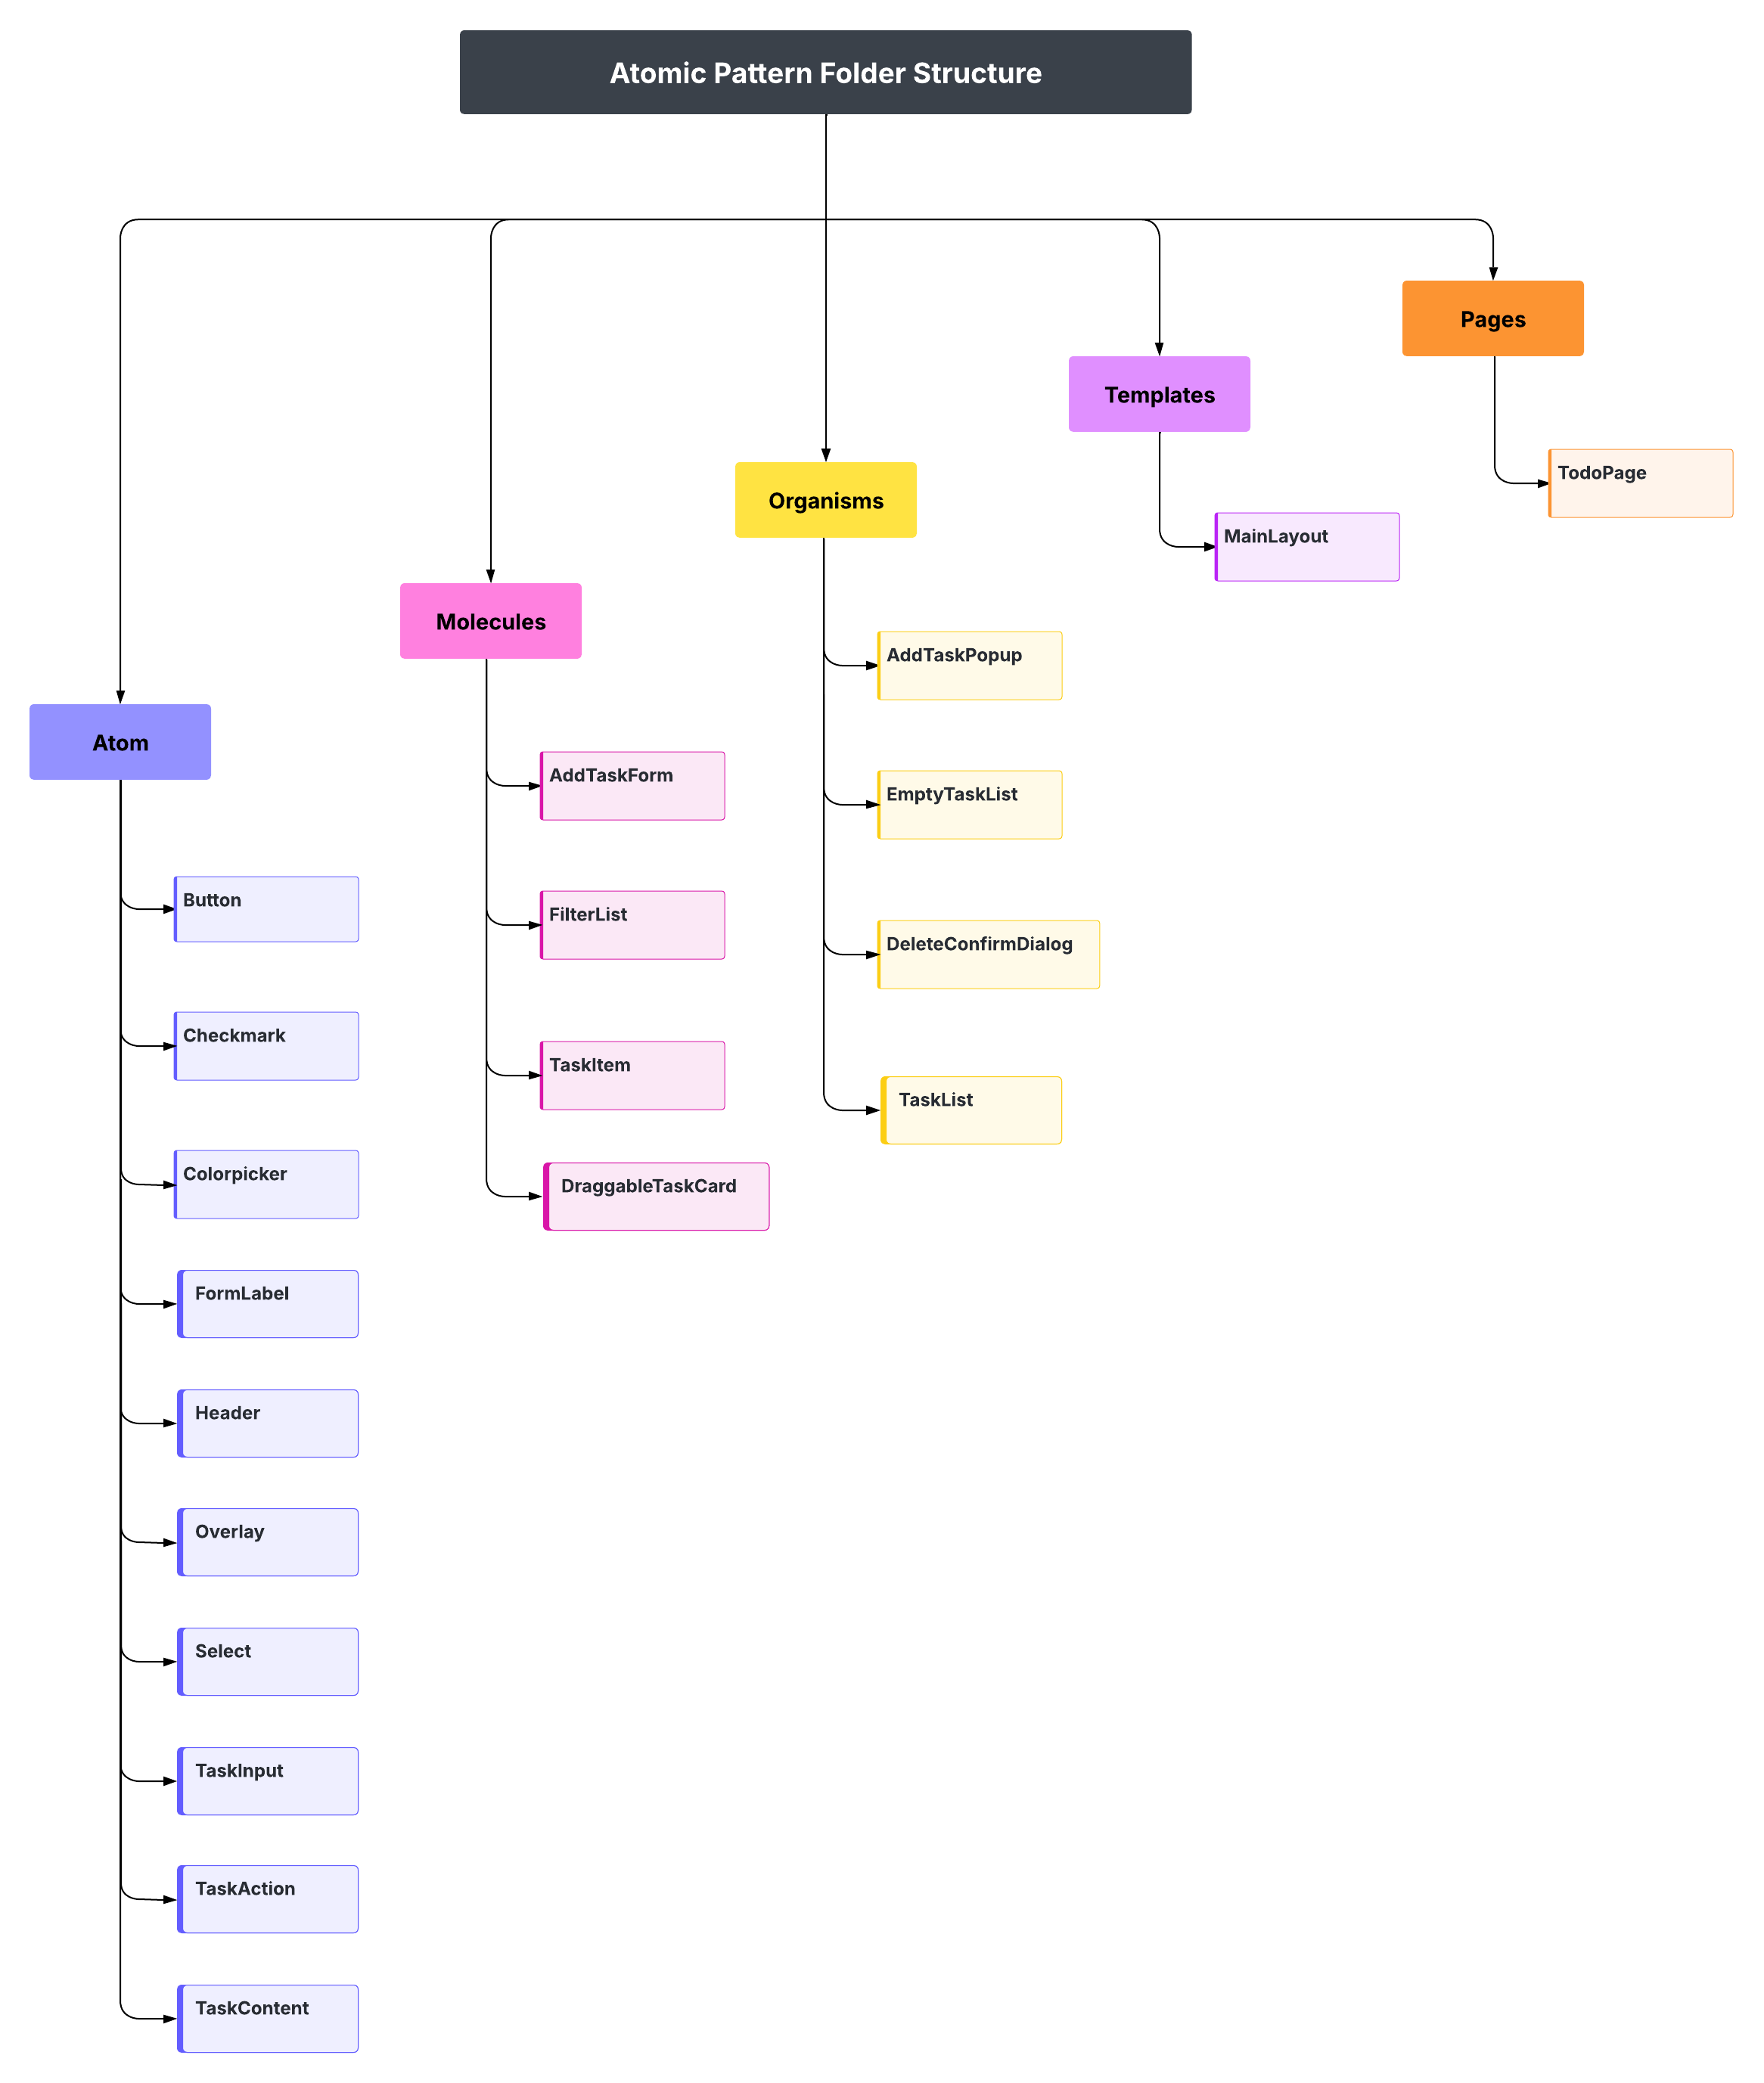 Atomic Pattern Folder Structure
Pages
TodoPage
Templates
MainLayout
Organisms
AddTaskPopup
EmptyTaskList
DeleteConfirmDialog
TaskList
Molecules
AddTaskForm
FilterList
TaskItem
DraggableTaskCard
Atom
Button
Checkmark
Colorpicker
FormLabel
Header
Overlay
Select
TaskInput
TaskAction
TaskContent